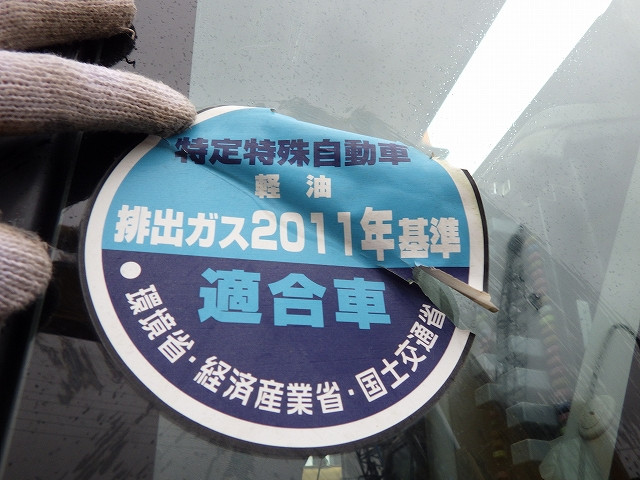 特定特殊自動車
軽油
排出ガス2011年基準
適合車
環境省・経済産業省・国土交通省